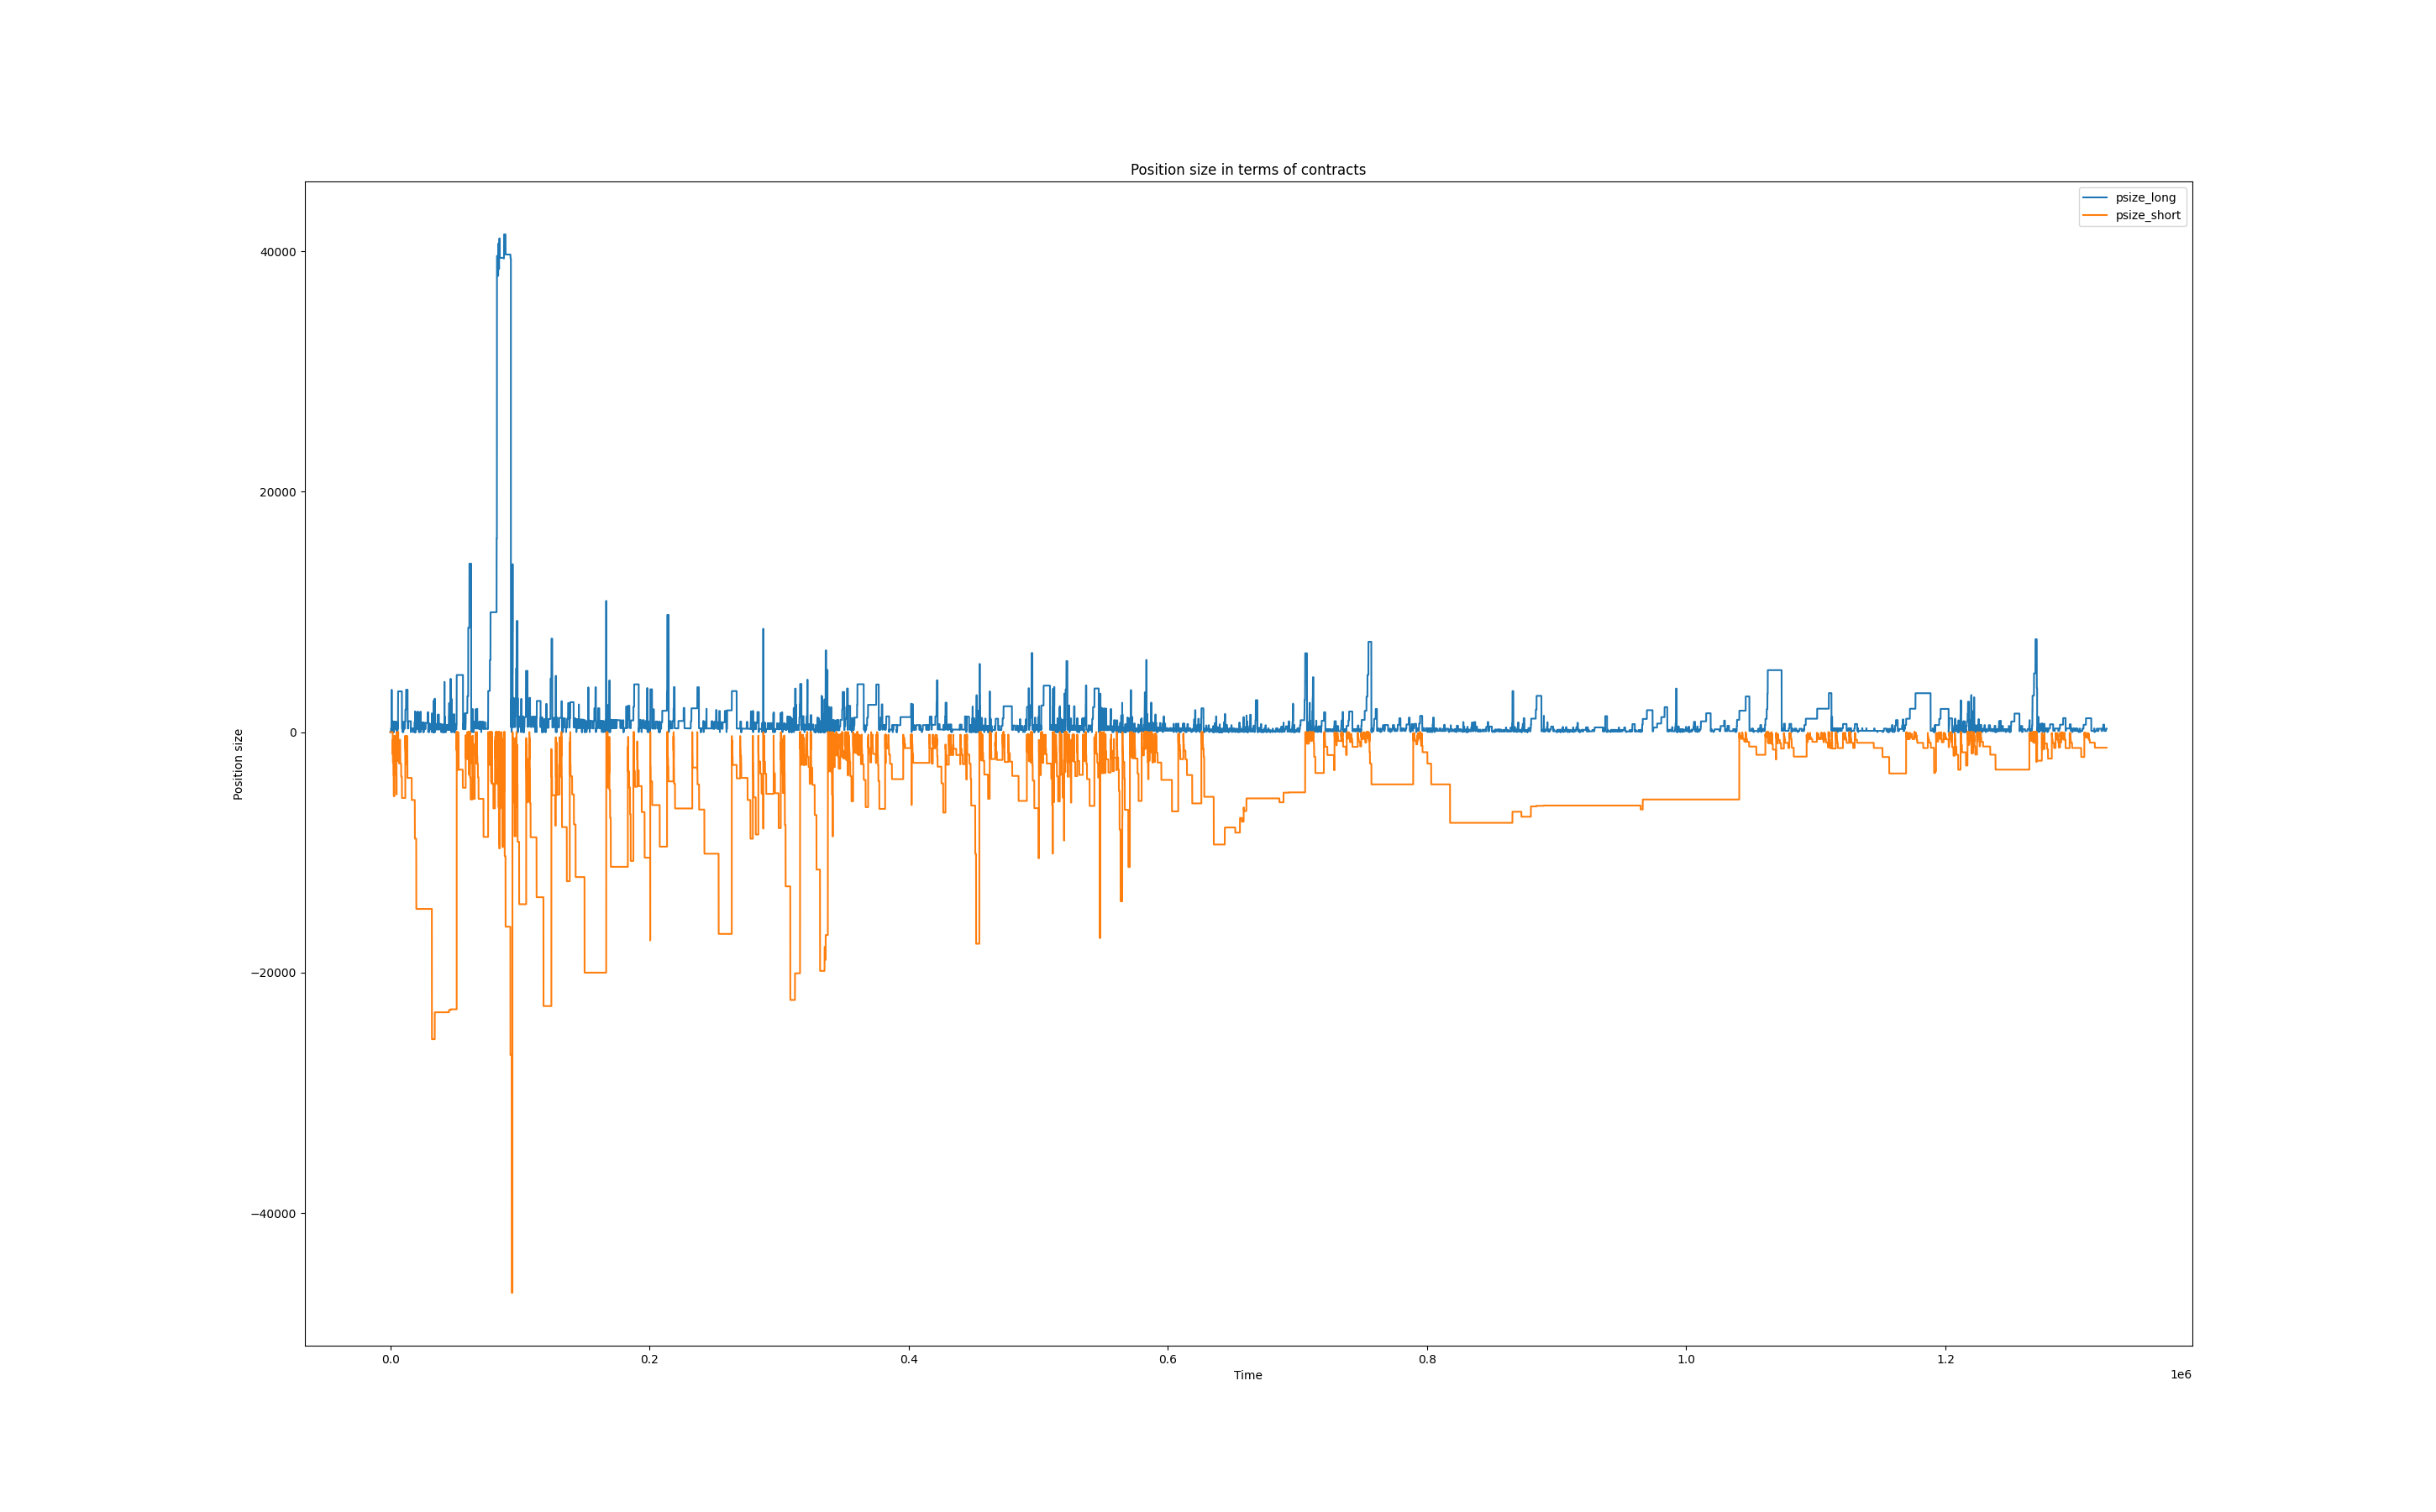 Position size in terms of contracts
psize_long
psize_short
40000
20000
0
−20000
−40000
Position size
0.0
0.2
0.4
0.6
0.8
1.0
1.2
1e6
Time